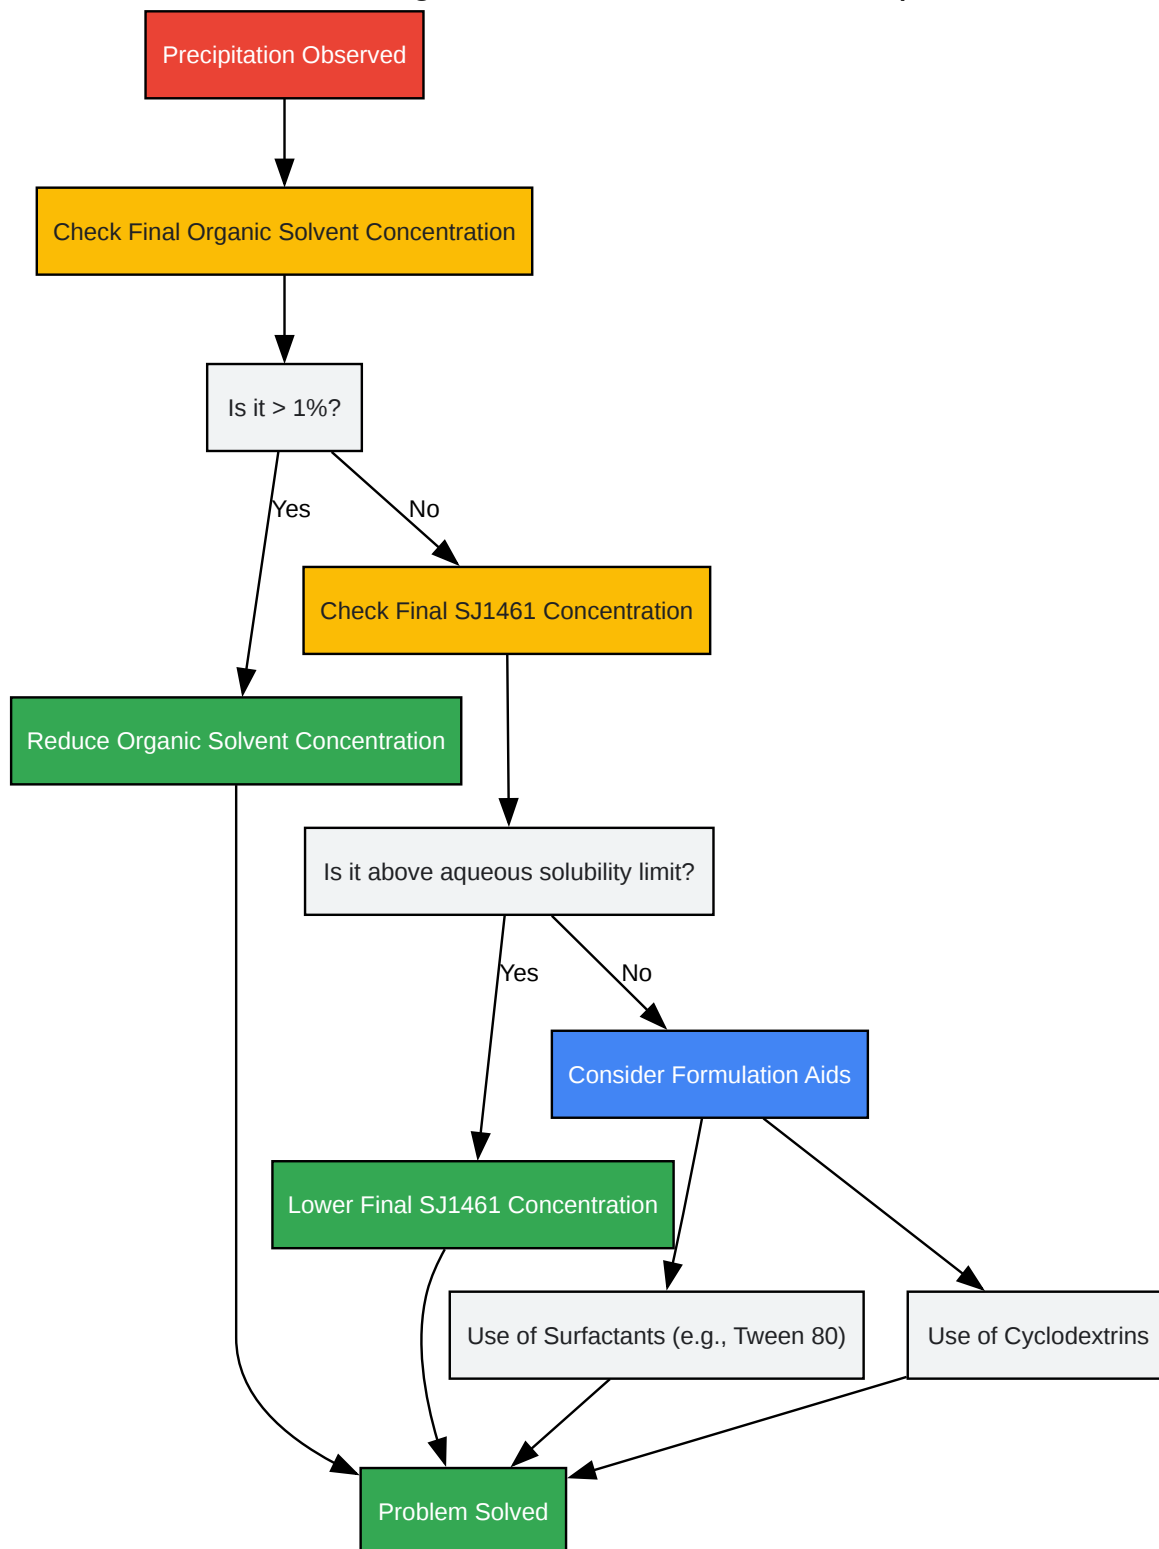 Precipitation Observed
Check Final Organic Solvent Concentration
Is it > 1%?
Yes
No
Check Final SJ1461 Concentration
Reduce Organic Solvent Concentration
Is it above aqueous solubility limit?
Yes
No
Consider Formulation Aids
Lower Final SJ1461 Concentration
Use of Surfactants (e.g., Tween 80)
Use of Cyclodextrins
Problem Solved